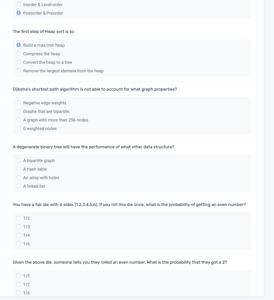 Inorder & Level-order
Postorder & Preorder
The first step of Heap sort is to:
Build a max/min heap
Compress the heap
Convert the heap to a tree
Remove the largest element from the heap
Dijkstra's shortest path algorithm is not able to account for what graph properties?
Negative edge weights
Graphs that are bipartite.
A graph with more than 256 nodes
0 weighted nodes
A degenerate binary tree will have the performance of what other data structure?
A bipartite graph
A hash table
An array with holes
A linked list
You have a fair die with 6 sides [1,2,3,4,5,6]. If you roll this die once, what is the probability of getting an even number?
1/2
1/3
1/4
1/6
Given the above die, someone tells you they rolled an even number. What is the probability that they got a 2?
1/3
1/2
1/6